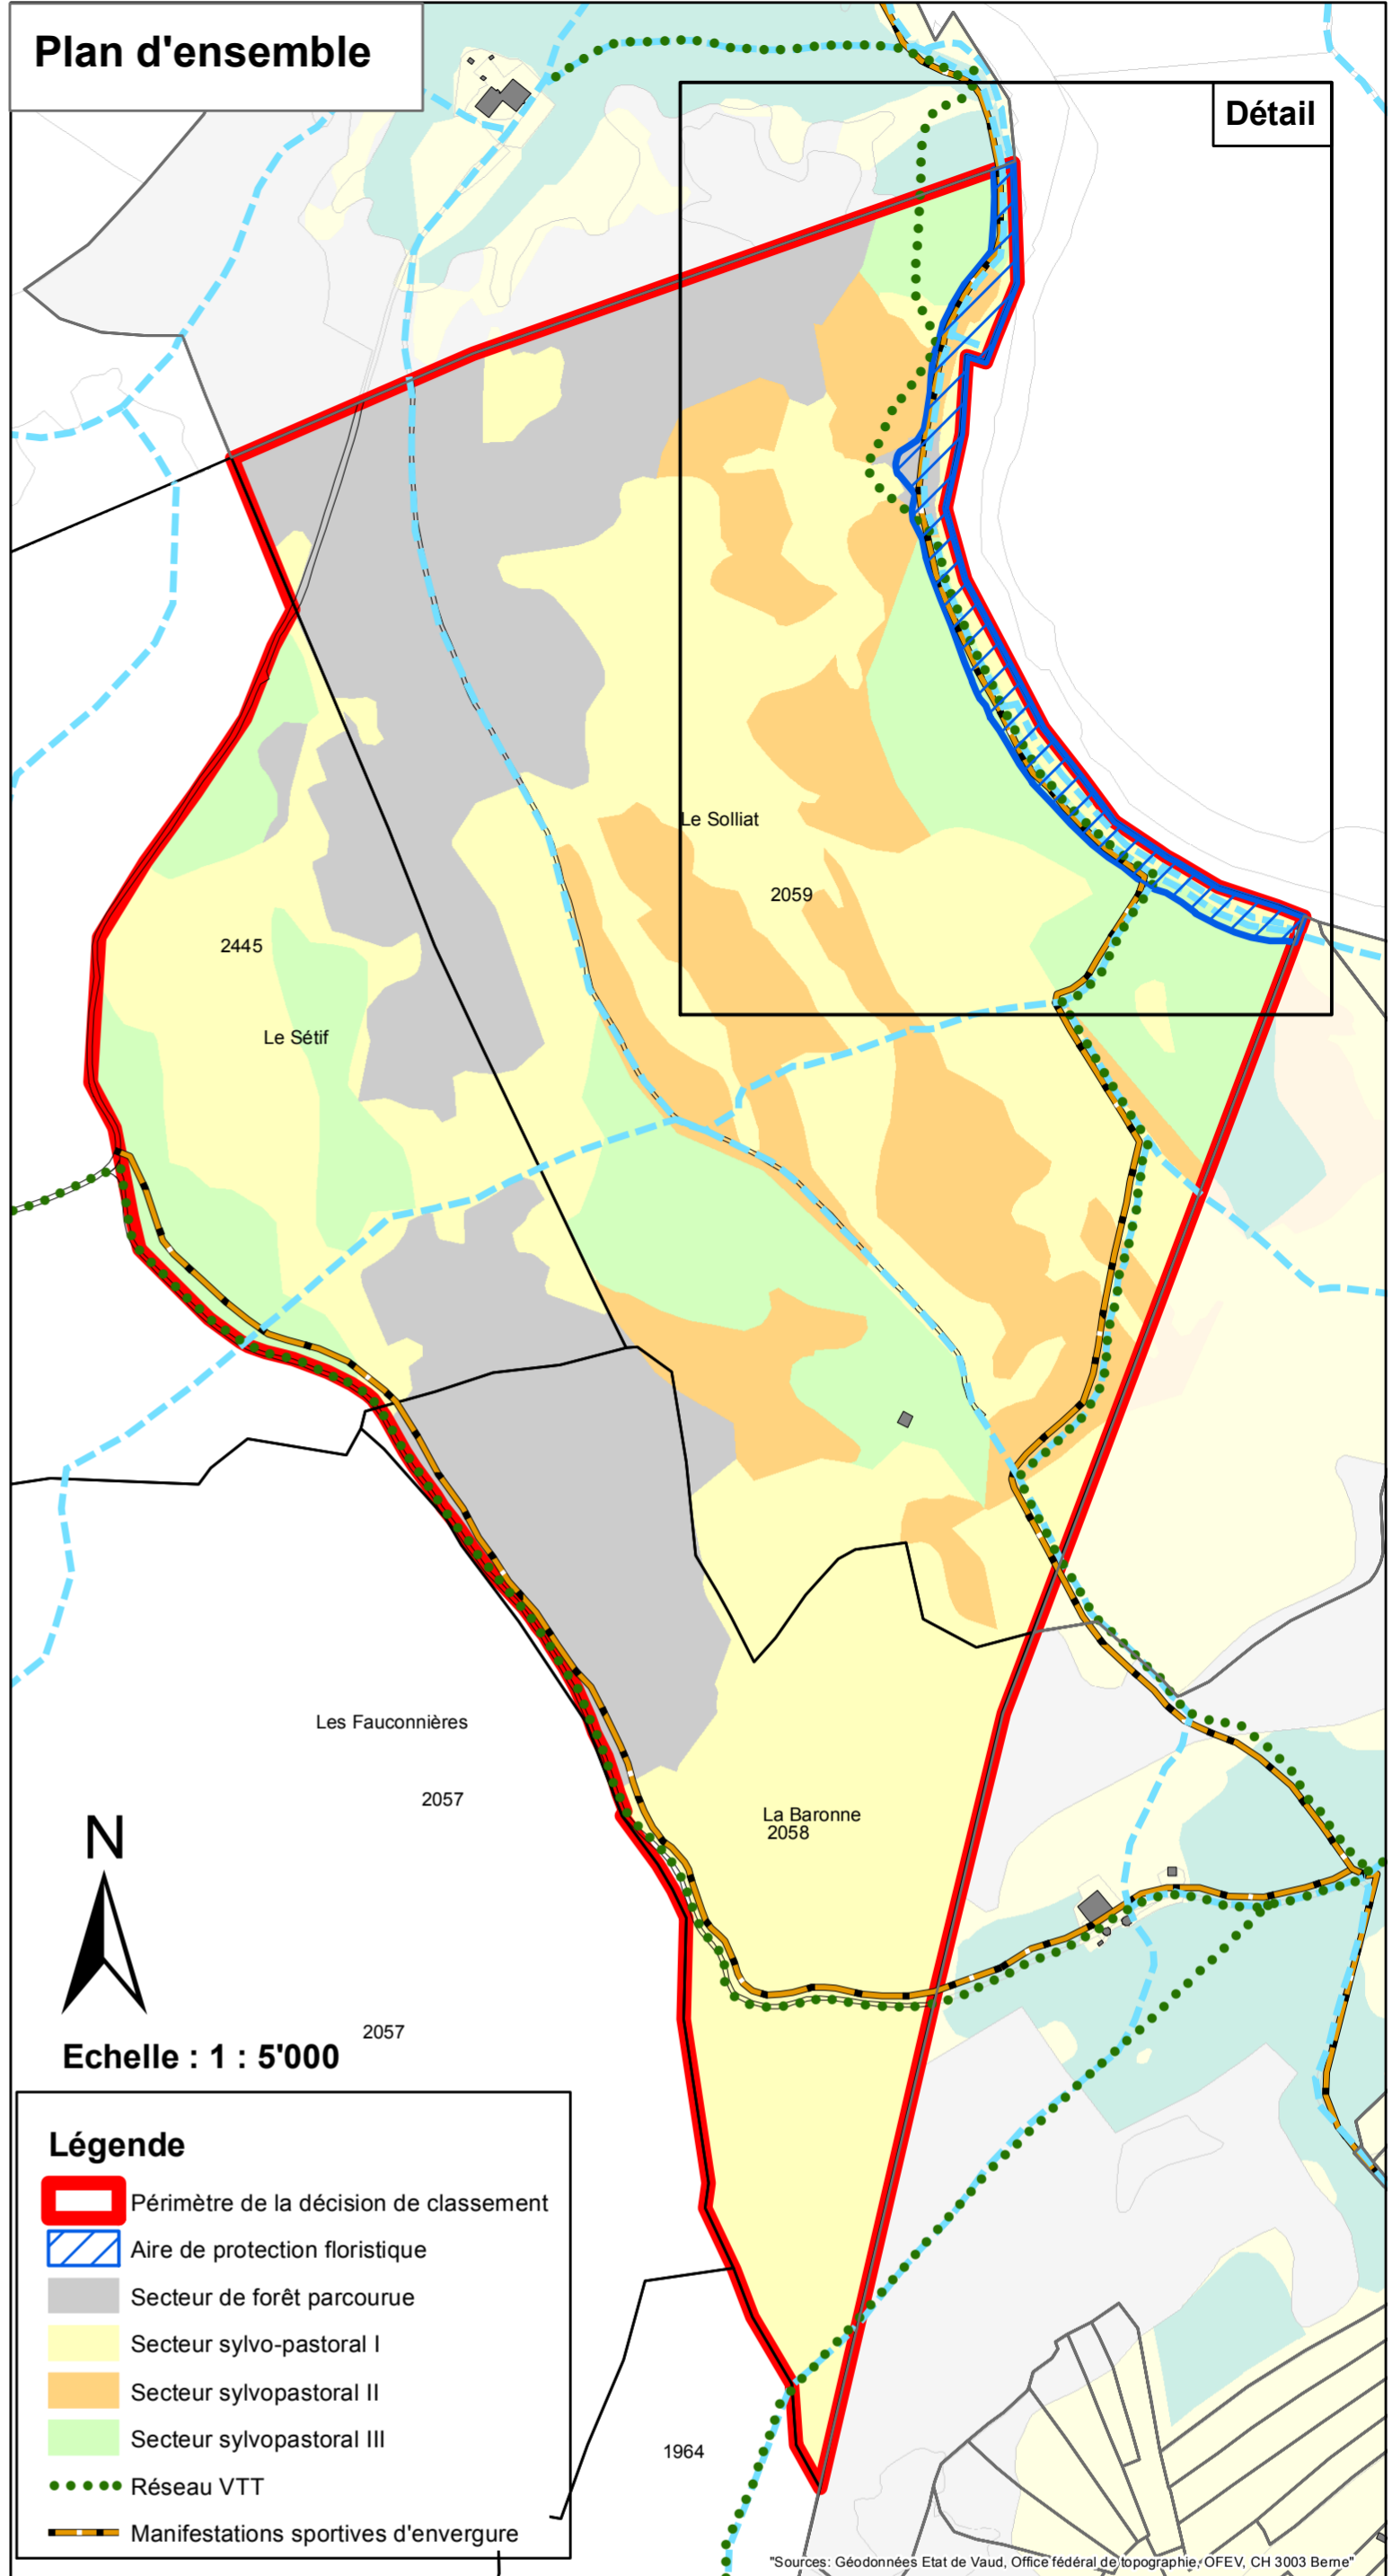 Plan d'ensemble
Détail
Le Solliat
2059
2445
Le Sétif
Les Fauconnières
2057
La Baronne
2058
N
2057
Echelle : 1 : 5'000
Légende
Périmètre de la décision de classement
Aire de protection floristique
Secteur de forêt parcourue
Secteur sylvo-pastoral I
Secteur sylvopastoral II
Secteur sylvopastoral III
Réseau VTT
Manifestations sportives d'envergure
1964
"Sources: Géodonnées Etat de Vaud, Office fédéral de topographie, OFEV, CH 3003 Berne"